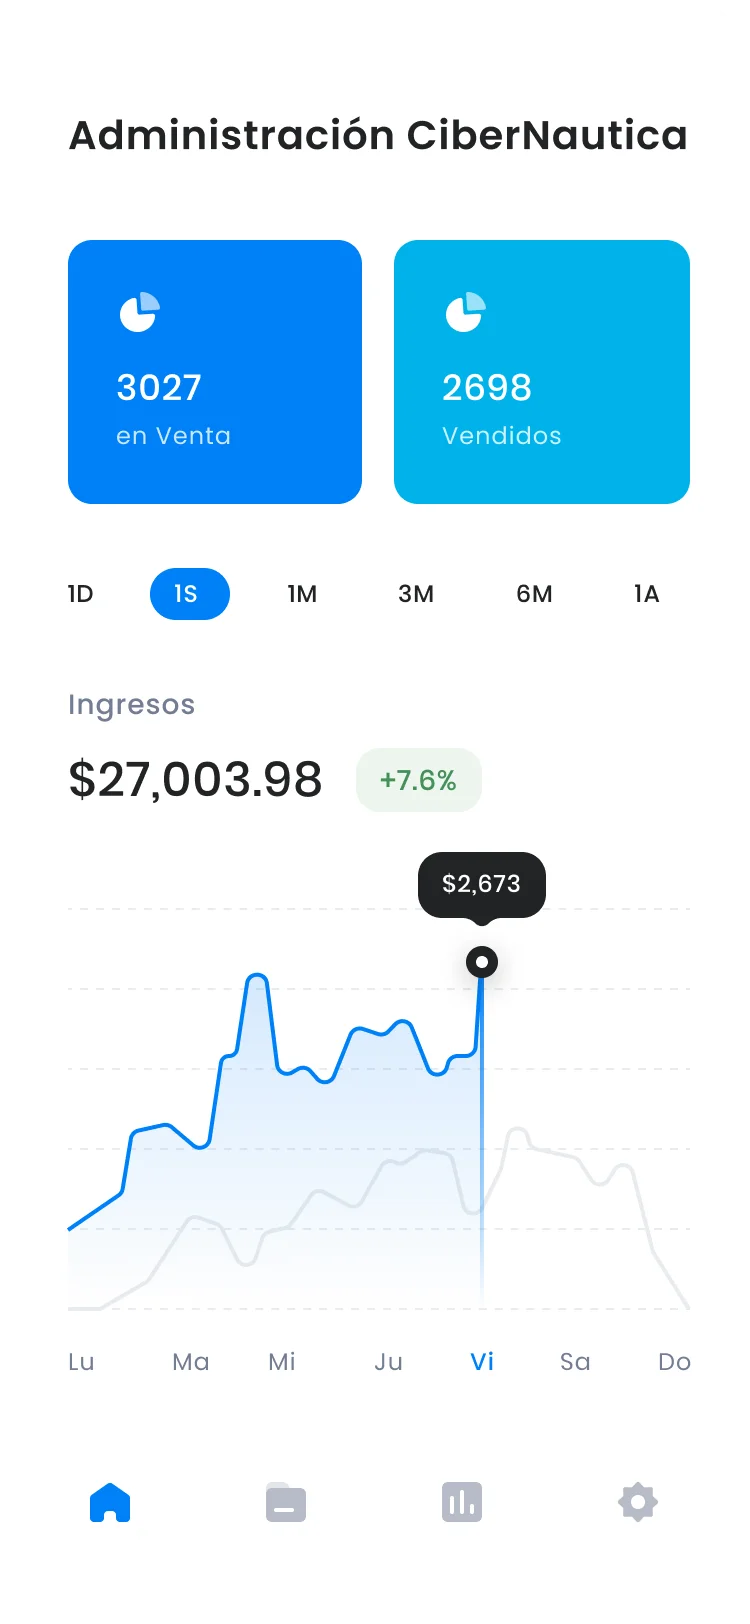 Administración CiberNautica
3027
en Venta
2698
Vendidos
1D 1S 1M 3M 6M 1A
Ingresos
$27,003.98 +7.6%
$2,673
Lu Ma Mi Ju Vi Sa Do